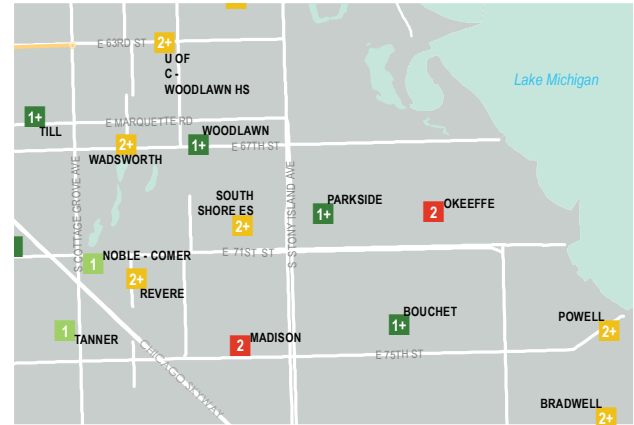 E 63RD ST
2+
U OF
C -
WOODLAWN HS
Lake Michigan
1+
TILL
E MARQUETTE RD
WOODLAWN
2+
1+
E 67TH ST
WADSWORTH
S COTTAGE GROVE AVE
S STONY ISLAND AVE
SOUTH
SHORE ES
2+
PARKSIDE
1+
OKEEFFE
2
E 71ST ST
NOBLE - COMER
1
2+
REVERE
BOUCHET
1+
POWELL
2+
1
TANNER
MADISON
2
E 75TH ST
CHICAGO SKYWAY
BRADWELL
2+